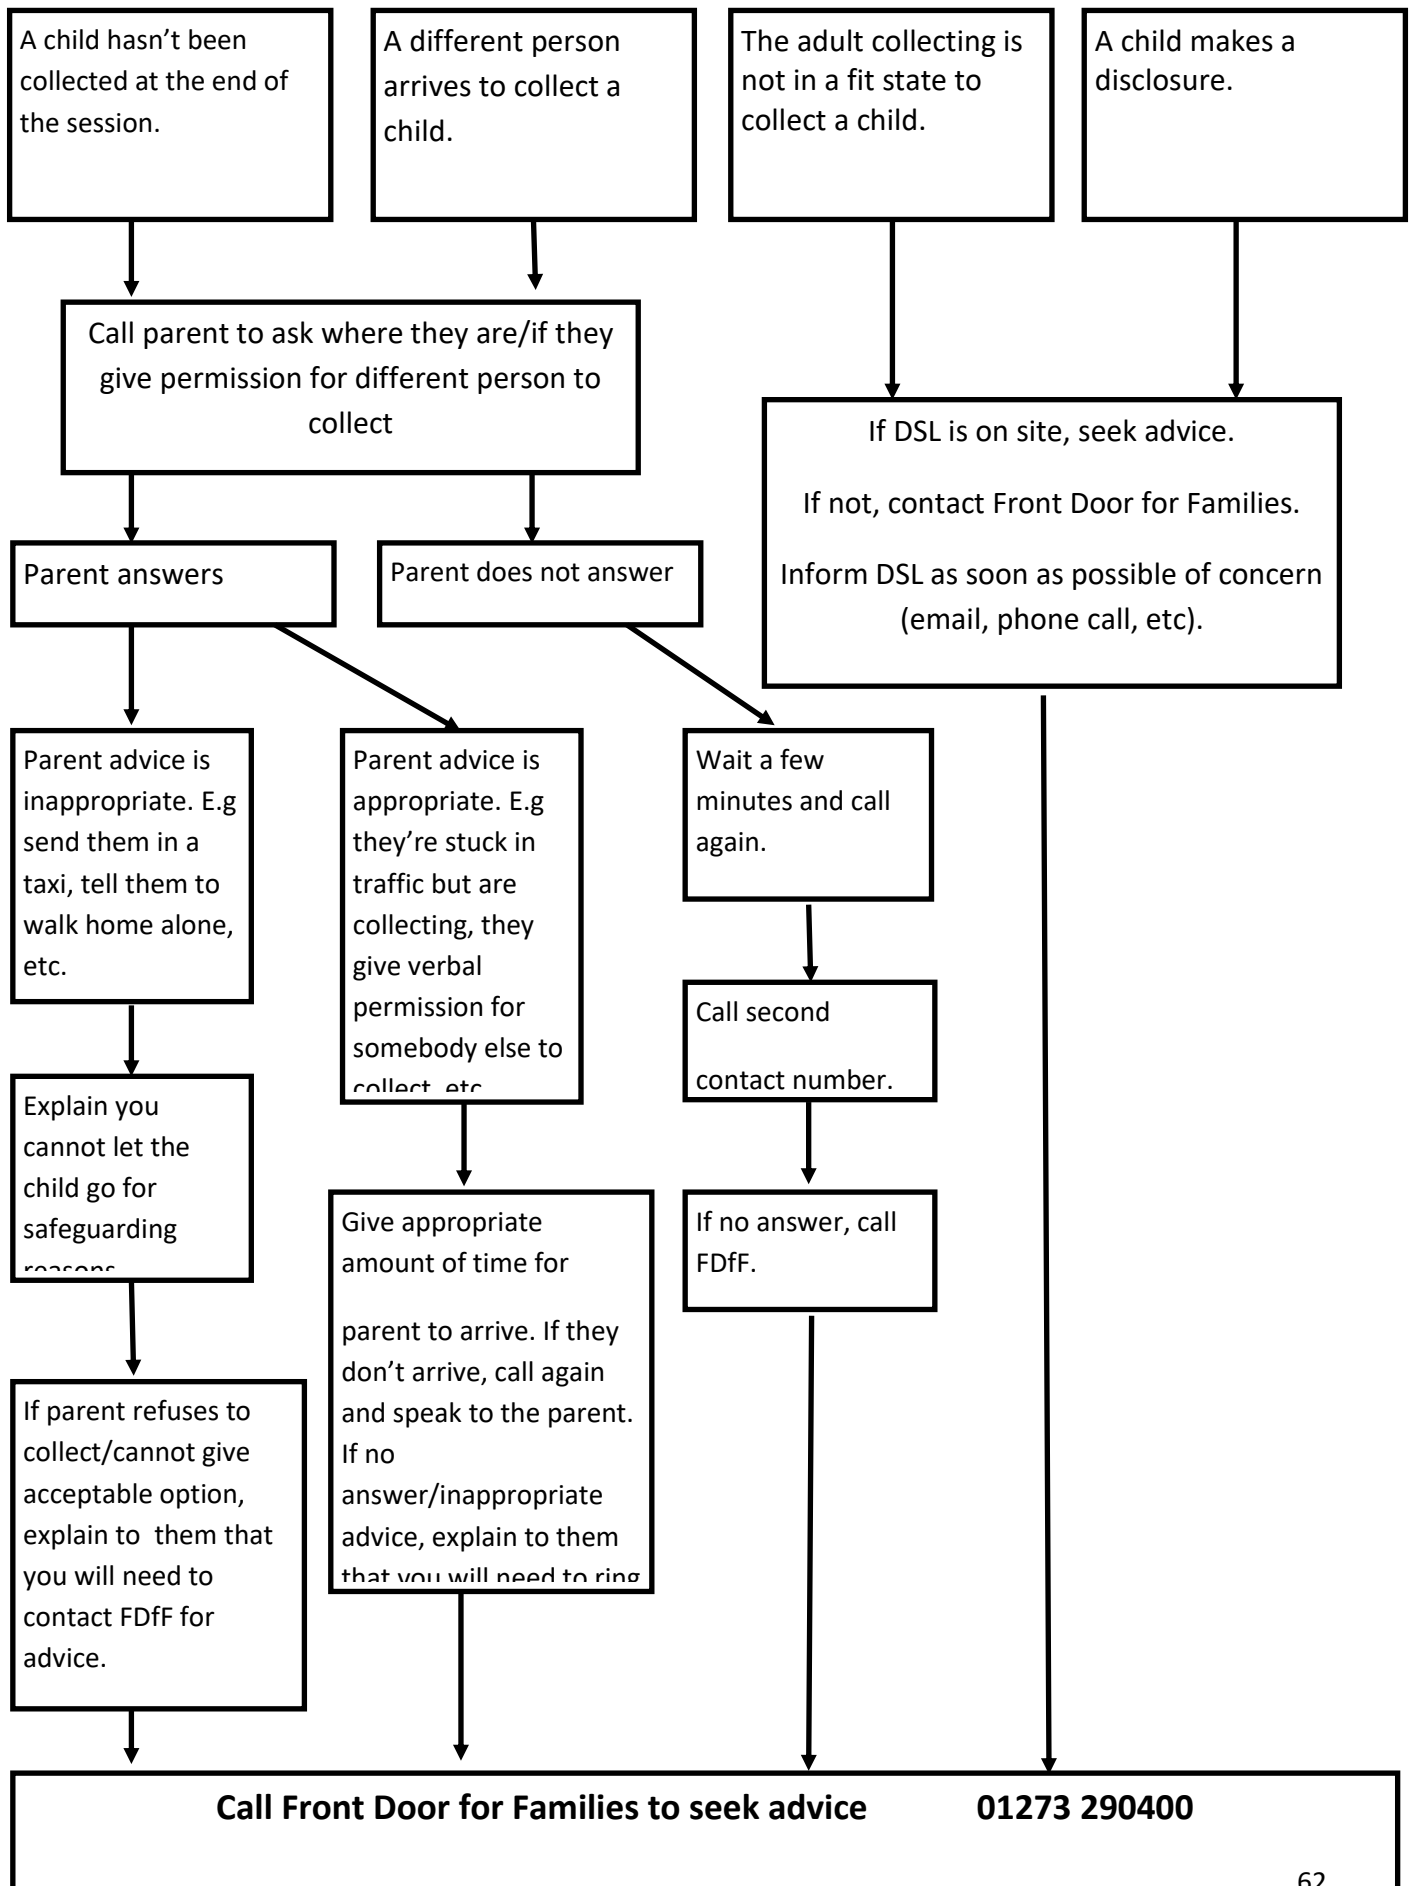 A child hasn’t been
collected at the end of
the session.
A different person
arrives to collect a
child.
The adult collecting is
not in a fit state to
collect a child.
A child makes a
disclosure.
Call parent to ask where they are/if they
give permission for different person to
collect
If DSL is on site, seek advice.
If not, contact Front Door for Families.
Inform DSL as soon as possible of concern
(email, phone call, etc).
Parent answers
Parent does not answer
Parent advice is
inappropriate. E.g
send them in a
taxi, tell them to
walk home alone,
etc.
Parent advice is
appropriate. E.g
they’re stuck in
traffic but are
collecting, they
give verbal
permission for
somebody else to
collect, etc
Wait a few
minutes and call
again.
Call second
contact number.
Explain you
cannot let the
child go for
safeguarding
reasons
Give appropriate
amount of time for
parent to arrive. If they
don’t arrive, call again
and speak to the parent.
If no
answer/inappropriate
advice, explain to them
that you will need to ring
If no answer, call
FDfF.
If parent refuses to
collect/cannot give
acceptable option,
explain to  them that
you will need to
contact FDfF for
advice.
Call Front Door for Families to seek advice 01273 290400
62